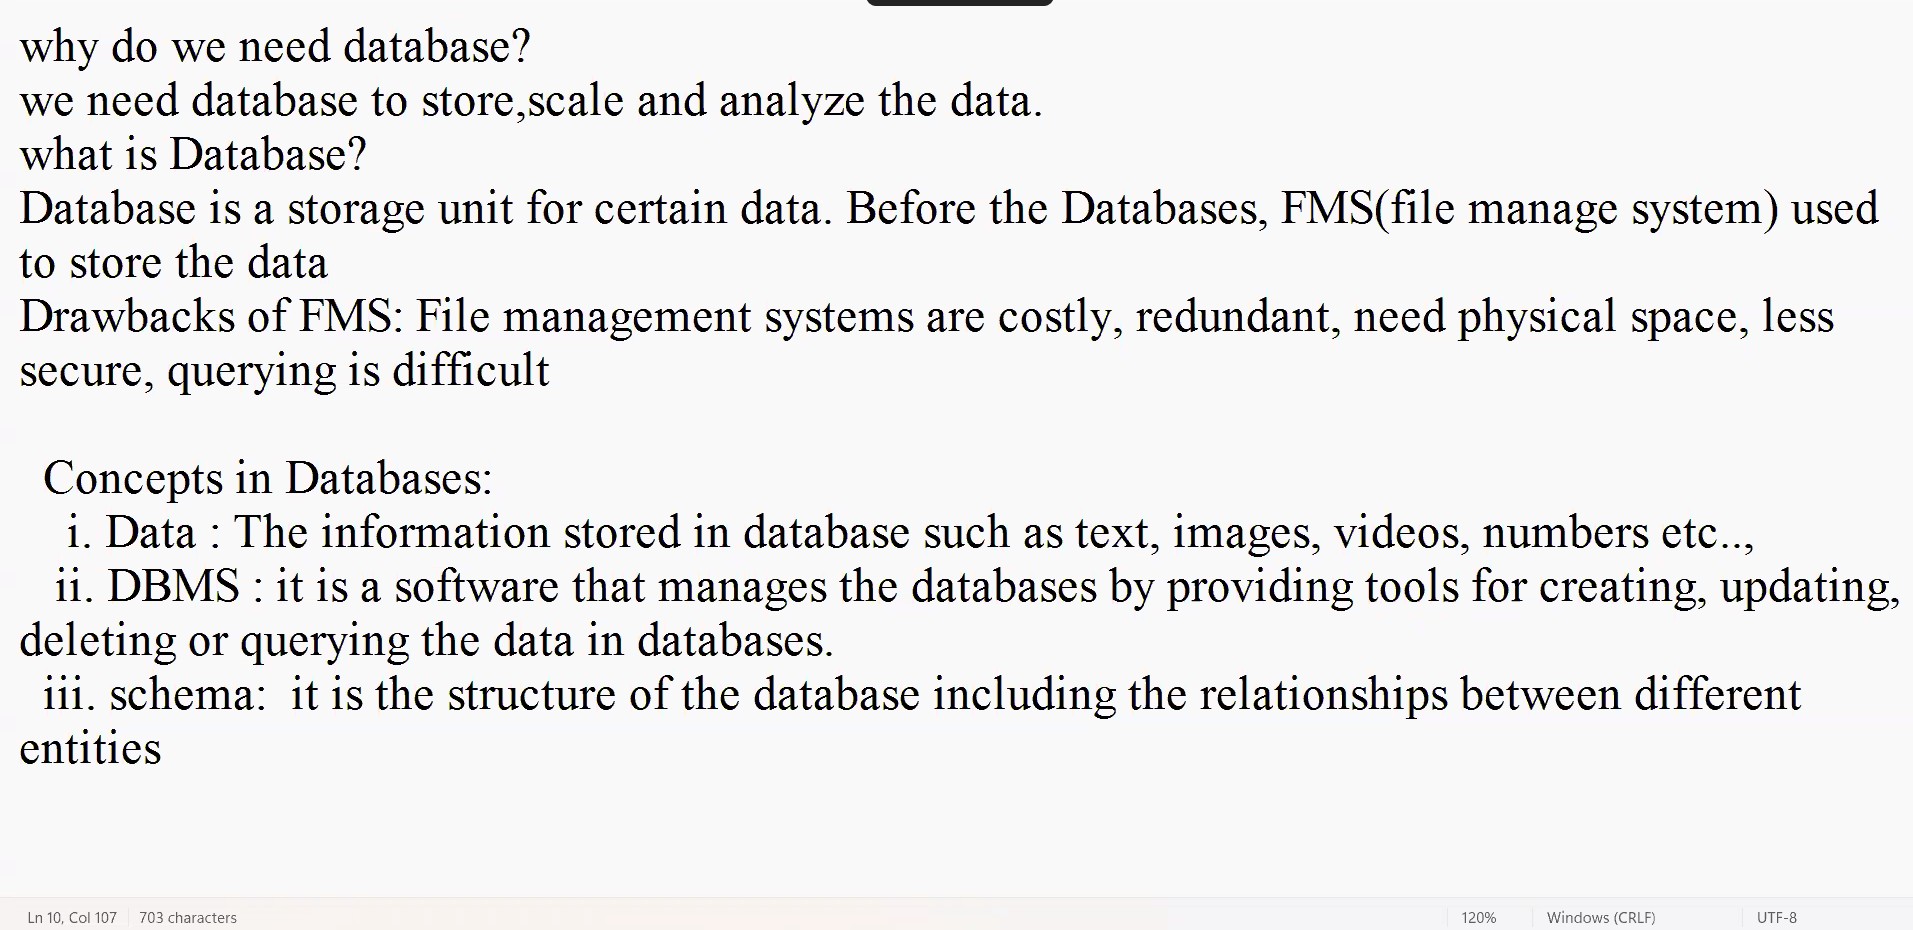 why do we need database?
we need database to store,scale and analyze the data.
what is Database?
Database is a storage unit for certain data. Before the Databases, FMS(file manage system) used
to store the data
Drawbacks of FMS: File management systems are costly, redundant, need physical space, less
secure, querying is difficult
Concepts in Databases:
i. Data : The information stored in database such as text, images, videos, numbers etc..,
ii. DBMS : it is a software that manages the databases by providing tools for creating, updating,
deleting or querying the data in databases.
iii. schema:  it is the structure of the database including the relationships between different
entities
Ln 10, Col 107 703 characters 120% Windows (CRLF) UTF-8